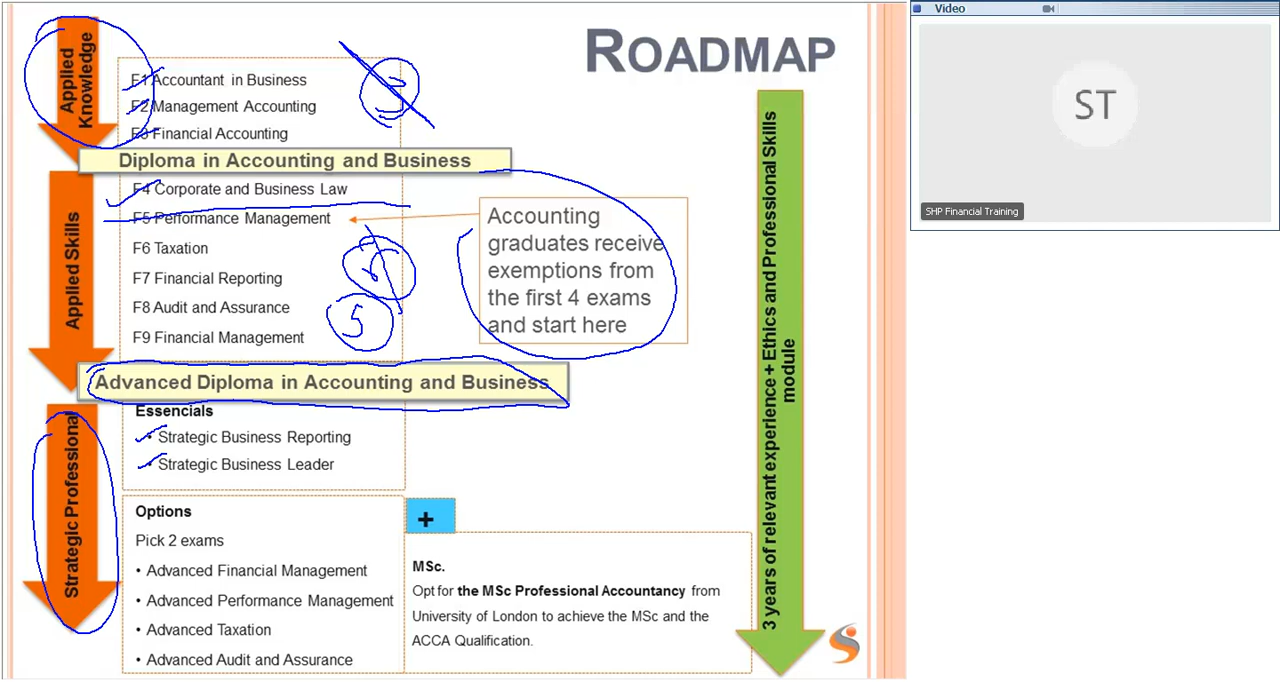 Video
ROADMAP
Applied Knowledge
F1 Accountant in Business
3
F2 Management Accounting
F3 Financial Accounting
Diploma in Accounting and Business
Applied Skills
F4 Corporate and Business Law
F5 Performance Management
F6 Taxation
F7 Financial Reporting
F8 Audit and Assurance
5
F9 Financial Management
Accounting
graduates receive
exemptions from
the first 4 exams
and start here
Advanced Diploma in Accounting and Business
Strategic Professional
Essencials
• Strategic Business Reporting
• Strategic Business Leader
Options
Pick 2 exams
• Advanced Financial Management
• Advanced Performance Management
• Advanced Taxation
• Advanced Audit and Assurance
+
MSc.
Opt for the MSc Professional Accountancy from
University of London to achieve the MSc and the
ACCA Qualification.
3 years of relevant experience + Ethics and Professional Skills
module
ST
SHP Financial Training